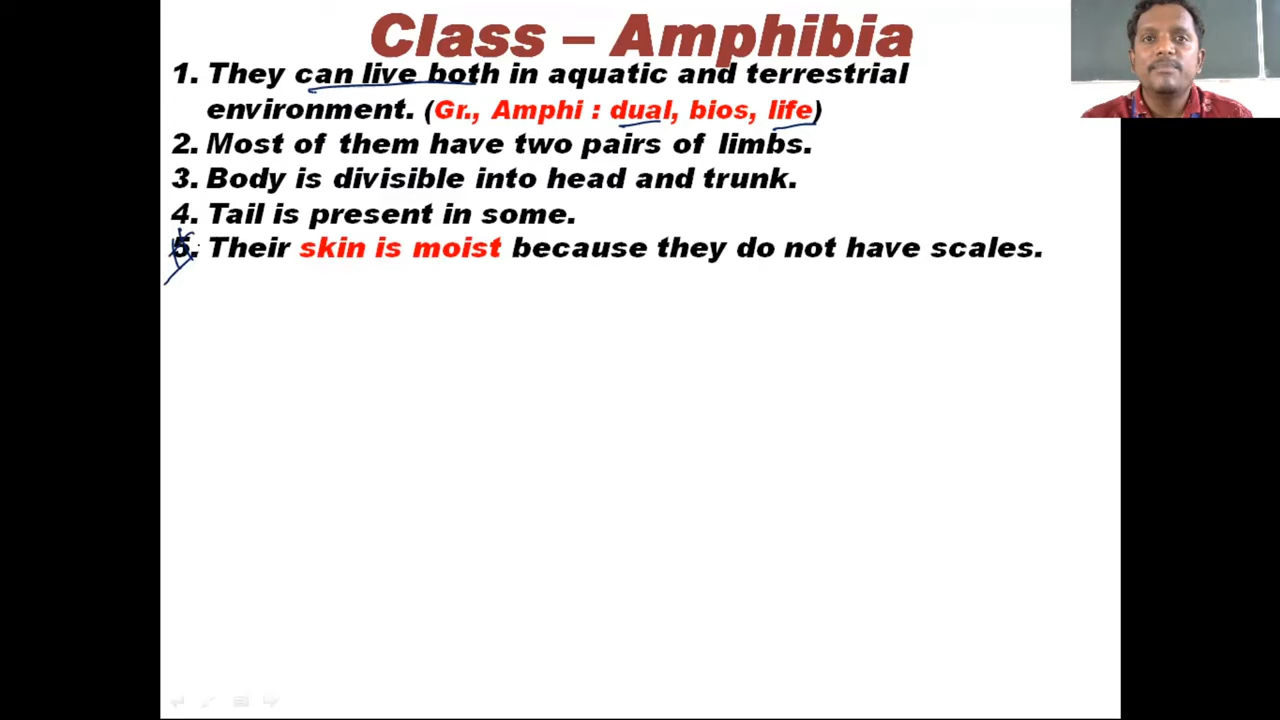 Class – Amphibia
1. They can live both in aquatic and terrestrial
environment. (Gr., Amphi : dual, bios, life)
2. Most of them have two pairs of limbs.
3. Body is divisible into head and trunk.
4. Tail is present in some.
5. Their skin is moist because they do not have scales.